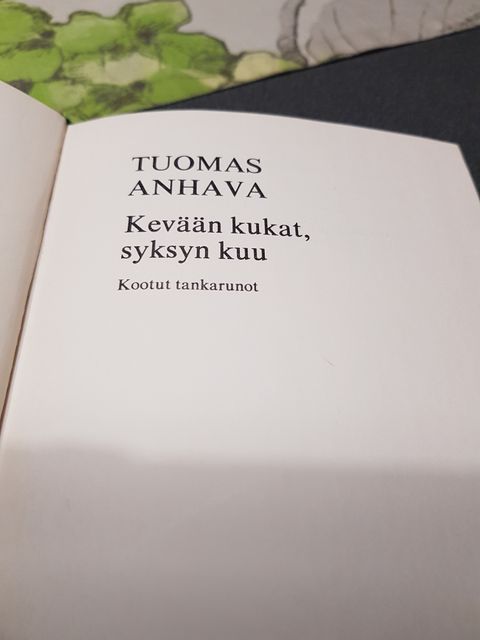 TUOMAS
ANHAVA
Kevään kukat,
syksyn kuu
Kootut tankarunot